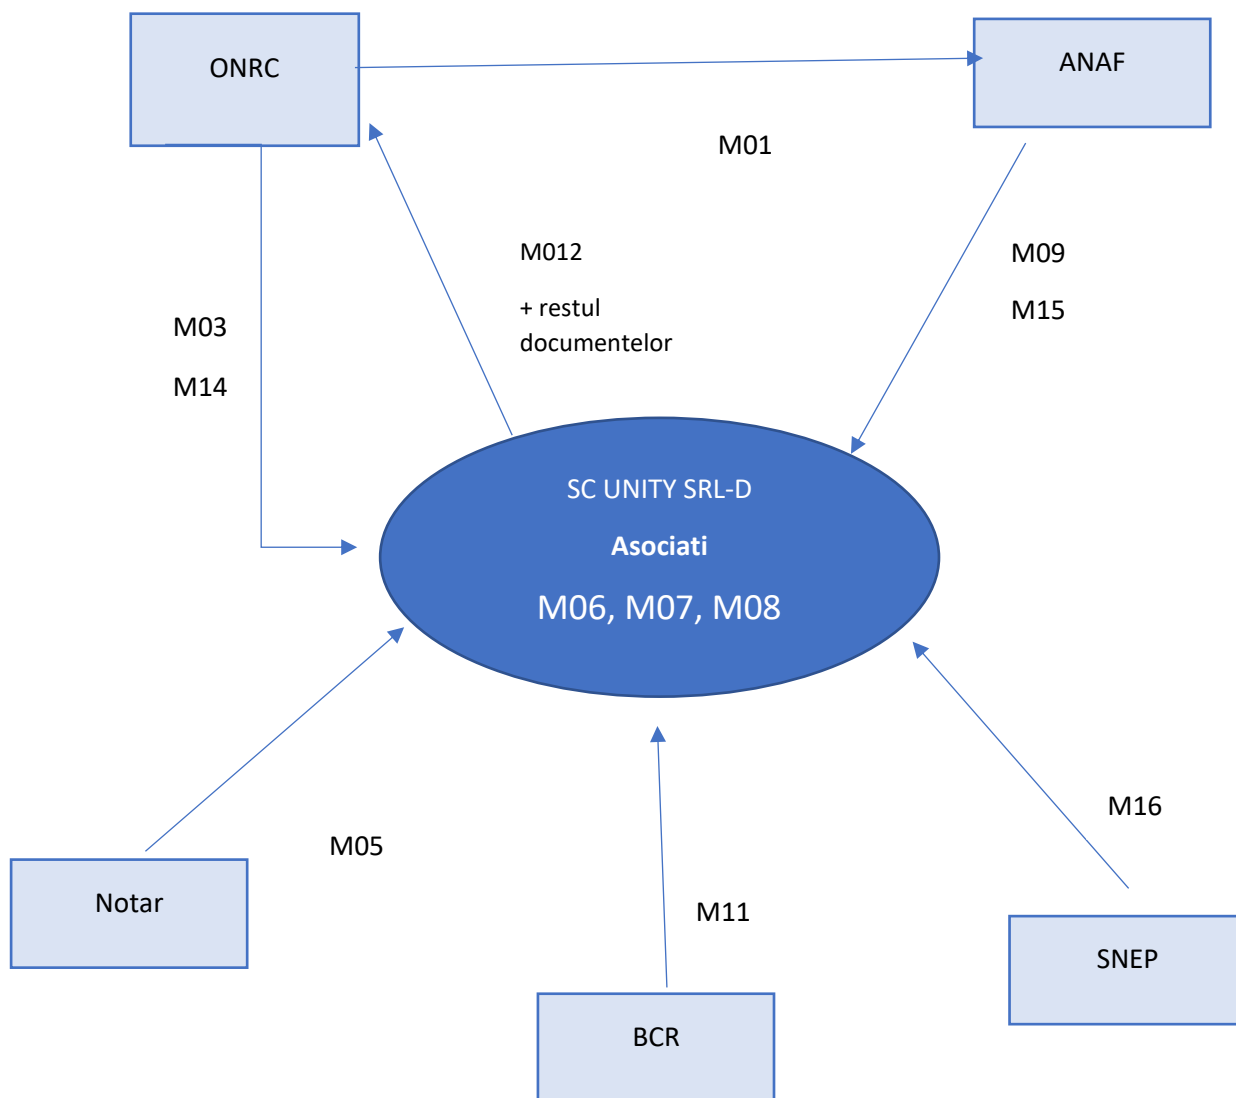 ONRC
ANAF
M01
M012
+ restul
documentelor
M09
M15
M03
M14
SC UNITY SRL-D
Asociati
M06, M07, M08
M16
M05
Notar
M11
SNEP
BCR